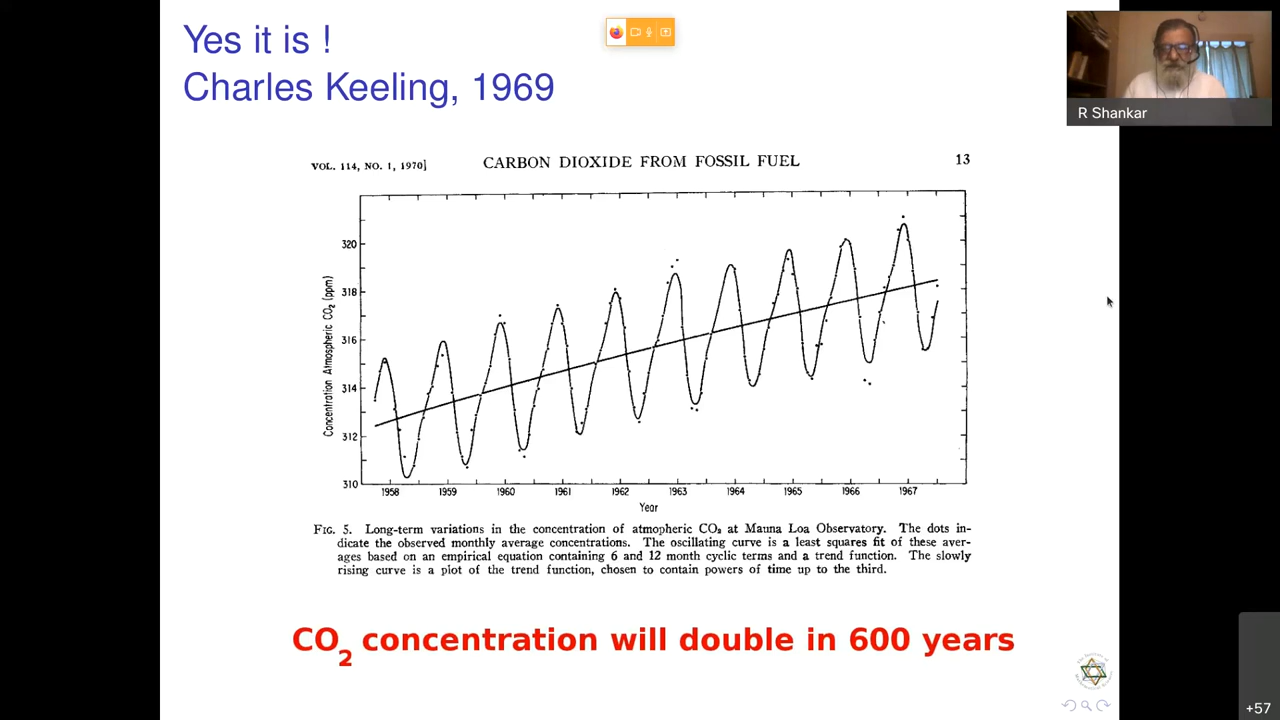 Yes it is !
Charles Keeling, 1969
R Shankar
VOL. 114, NO. 1, 1970]
CARBON DIOXIDE FROM FOSSIL FUEL
13
Concentration Atmospheric CO₂ (ppm)
320
318
316
314
312
310
1958 1959 1960 1961 1962 1963 1964 1965 1966 1967
Year
FIG. 5. Long-term variations in the concentration of atmpheric CO₂ at Mauna Loa Observatory. The dots in-
dicate the observed monthly average concentrations. The oscillating curve is a least squares fit of these aver-
ages based on an empirical equation containing 6 and 12 month cyclic terms and a trend function. The slowly
rising curve is a plot of the trend function, chosen to contain powers of time up to the third.
CO₂ concentration will double in 600 years
+57